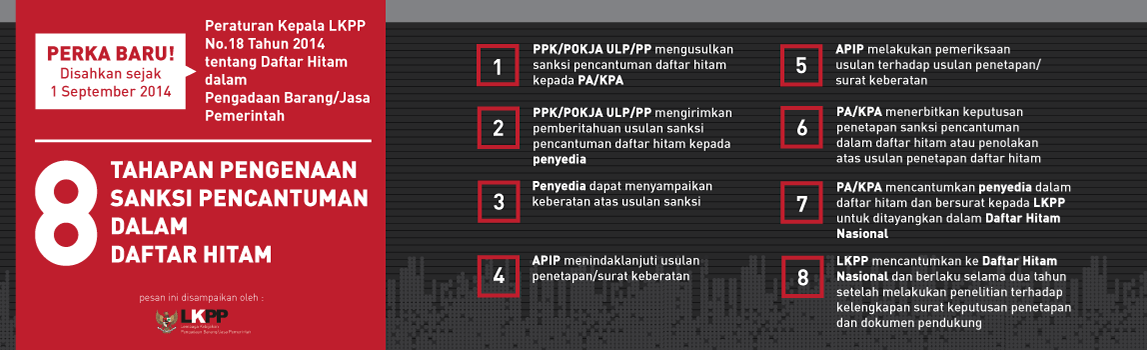 PERKA BARU!
Disahkan sejak
1 September 2014
Peraturan Kepala LKPP
No.18 Tahun 2014
tentang Daftar Hitam
dalam
Pengadaan Barang/Jasa
Pemerintah
8
TAHAPAN PENGENAAN
SANKSI PENCANTUMAN
DALAM
DAFTAR HITAM
pesan ini disampaikan oleh :
LKPP
Lembaga Kebijakan
Pengadaan Barang/Jasa Pemerintah
1
PPK/POKJA ULP/PP mengusulkan
sanksi pencantuman daftar hitam
kepada PA/KPA
2
PPK/POKJA ULP/PP mengirimkan
pemberitahuan usulan sanksi
pencantuman daftar hitam kepada
penyedia
3
Penyedia dapat menyampaikan
keberatan atas usulan sanksi
4
APIP menindaklanjuti usulan
penetapan/surat keberatan
5
APIP melakukan pemeriksaan
usulan terhadap usulan penetapan/
surat keberatan
6
PA/KPA menerbitkan keputusan
penetapan sanksi pencantuman
dalam daftar hitam atau penolakan
atas usulan penetapan daftar hitam
7
PA/KPA mencantumkan penyedia dalam
daftar hitam dan bersurat kepada LKPP
untuk ditayangkan dalam Daftar Hitam
Nasional
8
LKPP mencantumkan ke Daftar Hitam
Nasional dan berlaku selama dua tahun
setelah melakukan penelitian terhadap
kelengkapan surat keputusan penetapan
dan dokumen pendukung